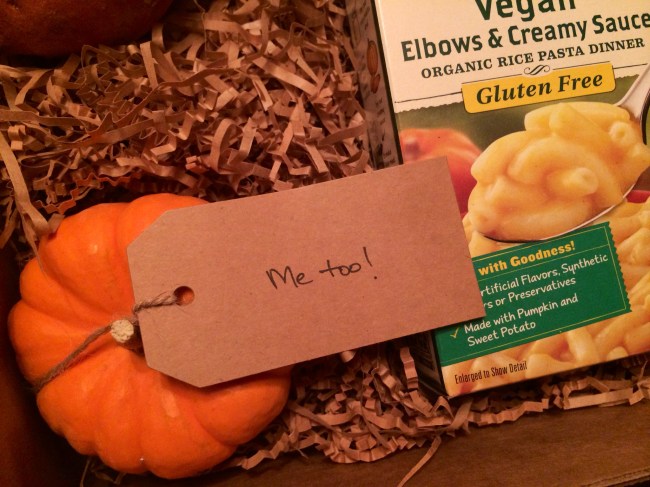 Vegan
Elbows & Creamy Sauce
ORGANIC RICE PASTA DINNER
Gluten Free
Me too!
with Goodness!
Artificial Flavors, Synthetic
or Preservatives
✓ Made with Pumpkin and
Sweet Potato
Enlarged to Show Detail